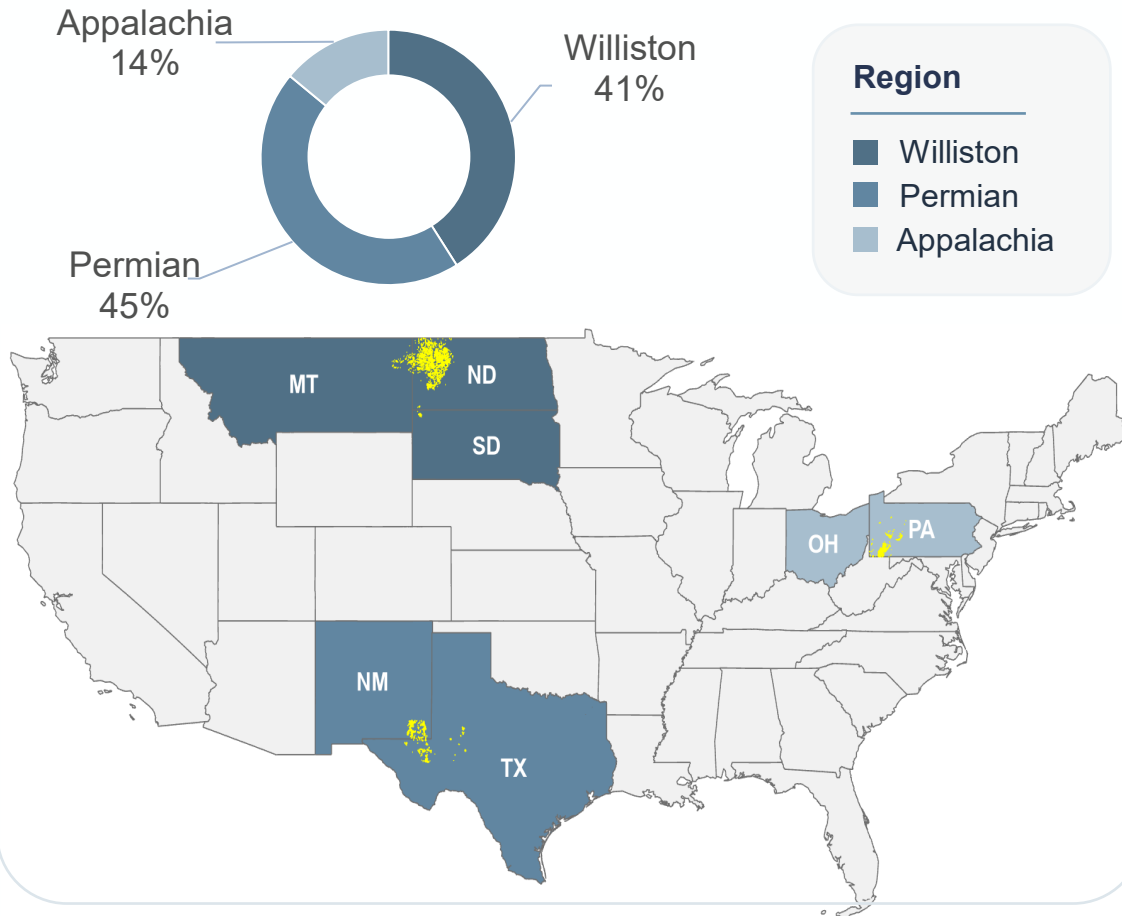 Appalachia
14%
Williston
41%
Permian
45%
Region
Williston
Permian
Appalachia
MT
ND
SD
OH
PA
NM
TX